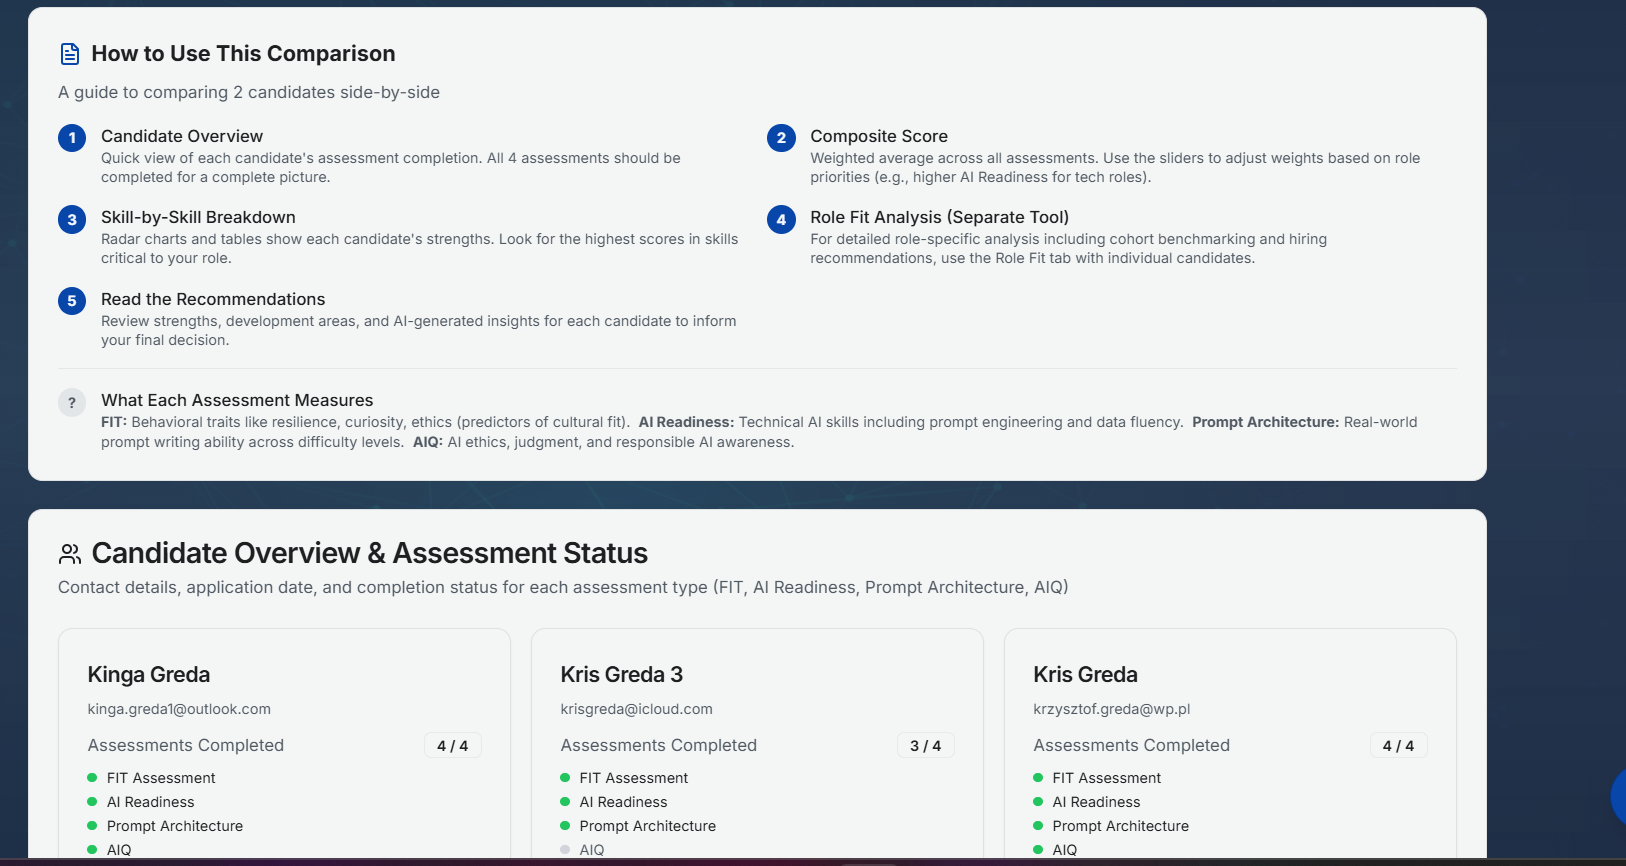 How to Use This Comparison
A guide to comparing 2 candidates side-by-side
1 Candidate Overview
Quick view of each candidate's assessment completion. All 4 assessments should be
completed for a complete picture.
2 Composite Score
Weighted average across all assessments. Use the sliders to adjust weights based on role
priorities (e.g., higher AI Readiness for tech roles).
3 Skill-by-Skill Breakdown
Radar charts and tables show each candidate's strengths. Look for the highest scores in skills
critical to your role.
4 Role Fit Analysis (Separate Tool)
For detailed role-specific analysis including cohort benchmarking and hiring
recommendations, use the Role Fit tab with individual candidates.
5 Read the Recommendations
Review strengths, development areas, and AI-generated insights for each candidate to inform
your final decision.
? What Each Assessment Measures
FIT: Behavioral traits like resilience, curiosity, ethics (predictors of cultural fit). AI Readiness: Technical AI skills including prompt engineering and data fluency. Prompt Architecture: Real-world
prompt writing ability across difficulty levels. AIQ: AI ethics, judgment, and responsible AI awareness.
Candidate Overview & Assessment Status
Contact details, application date, and completion status for each assessment type (FIT, AI Readiness, Prompt Architecture, AIQ)
Kinga Greda
kinga.greda1@outlook.com
Assessments Completed 4 / 4
FIT Assessment
AI Readiness
Prompt Architecture
AIQ
Kris Greda 3
krisgreda@icloud.com
Assessments Completed 3 / 4
FIT Assessment
AI Readiness
Prompt Architecture
AIQ
Kris Greda
krzysztof.greda@wp.pl
Assessments Completed 4 / 4
FIT Assessment
AI Readiness
Prompt Architecture
AIQ